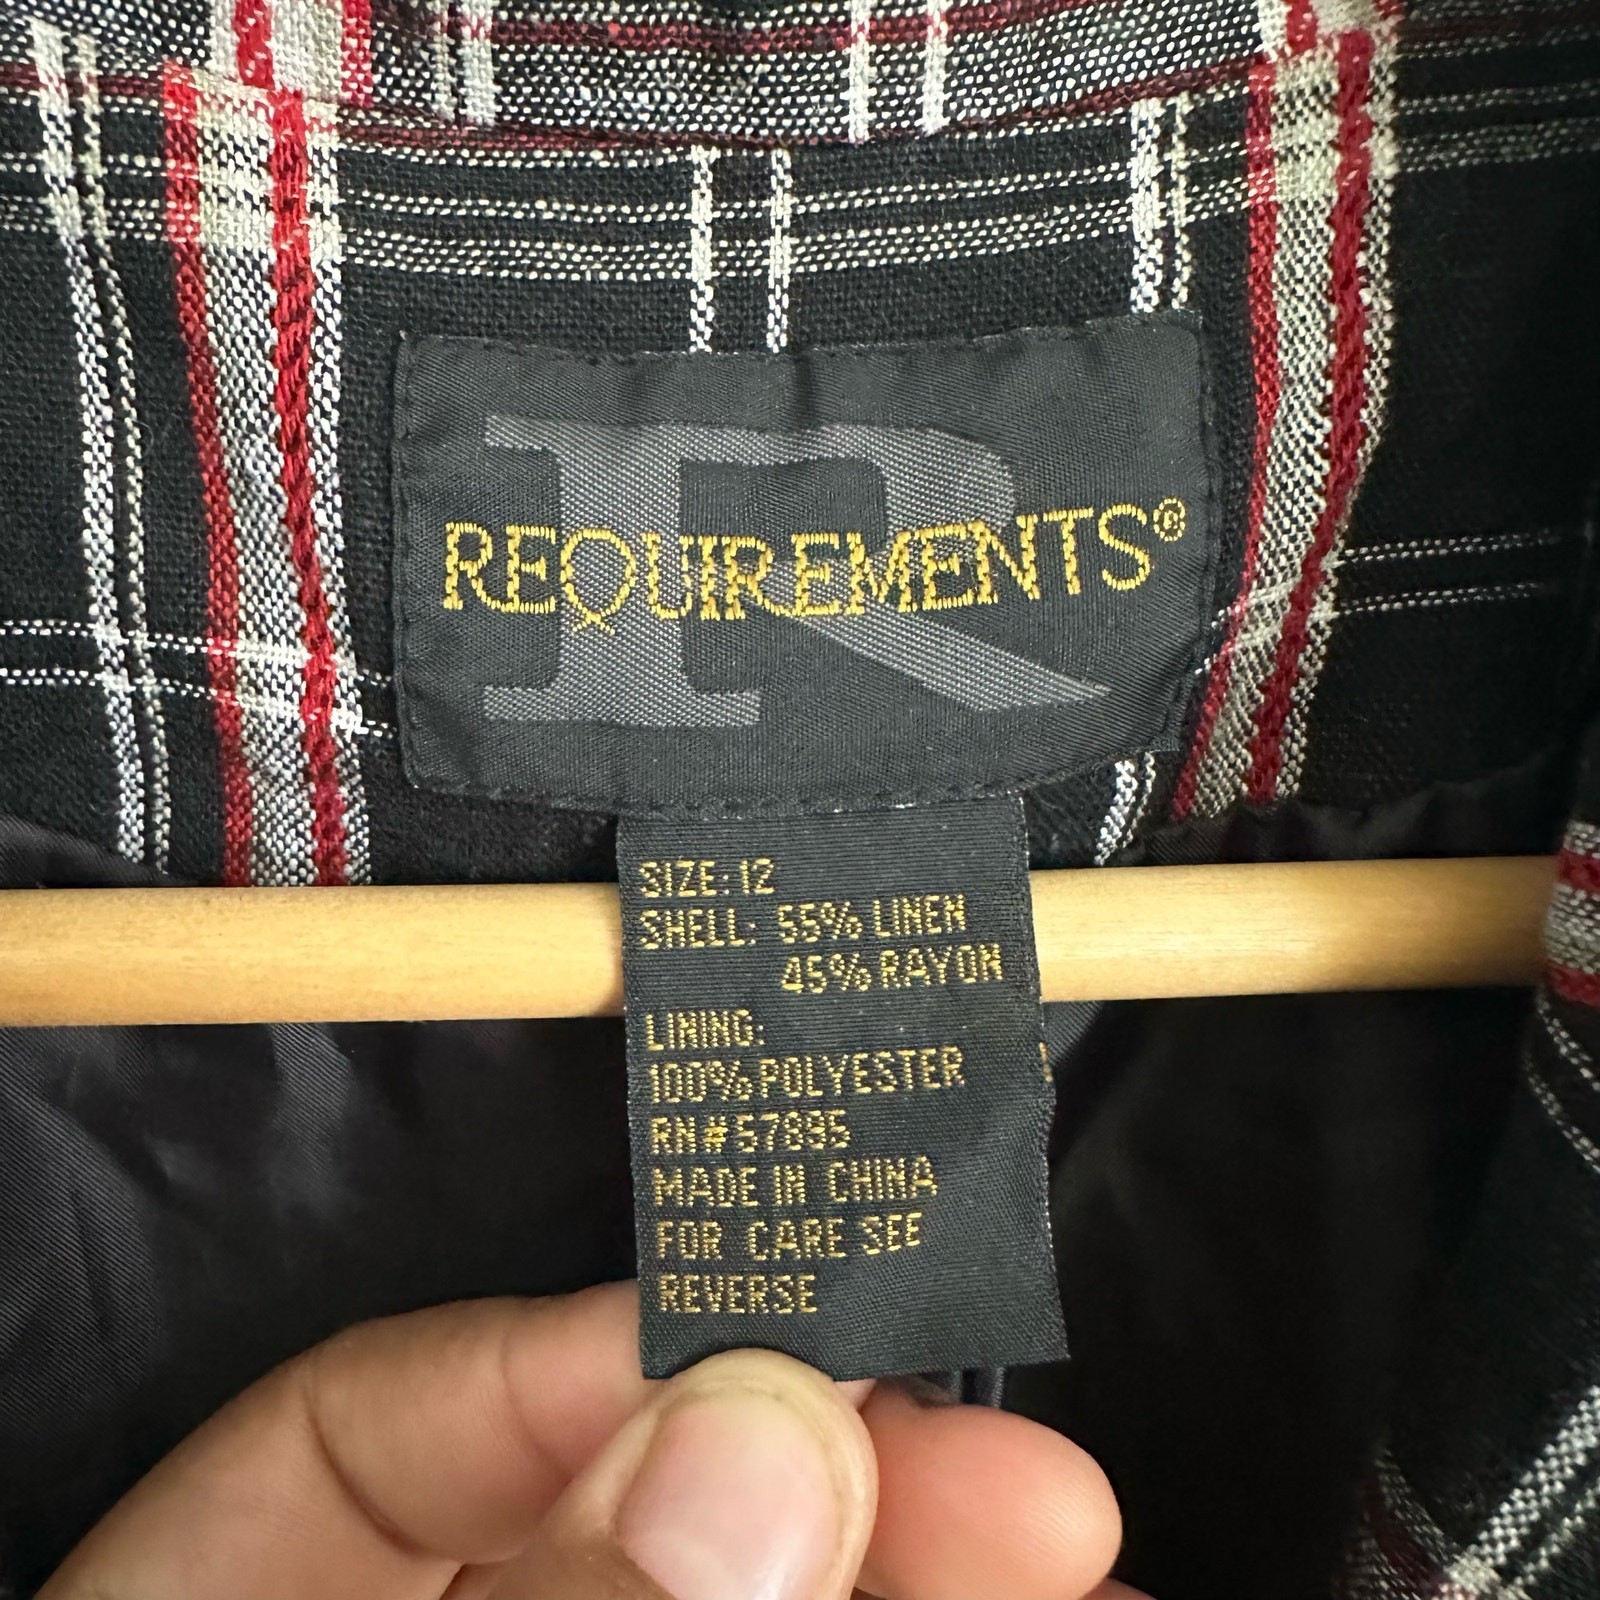 REQUIREMENTS®
SIZE: 12
SHELL: 55% LINEN
45% RAYON
LINING:
100% POLYESTER
RN# 57895
MADE IN CHINA
FOR CARE SEE
REVERSE